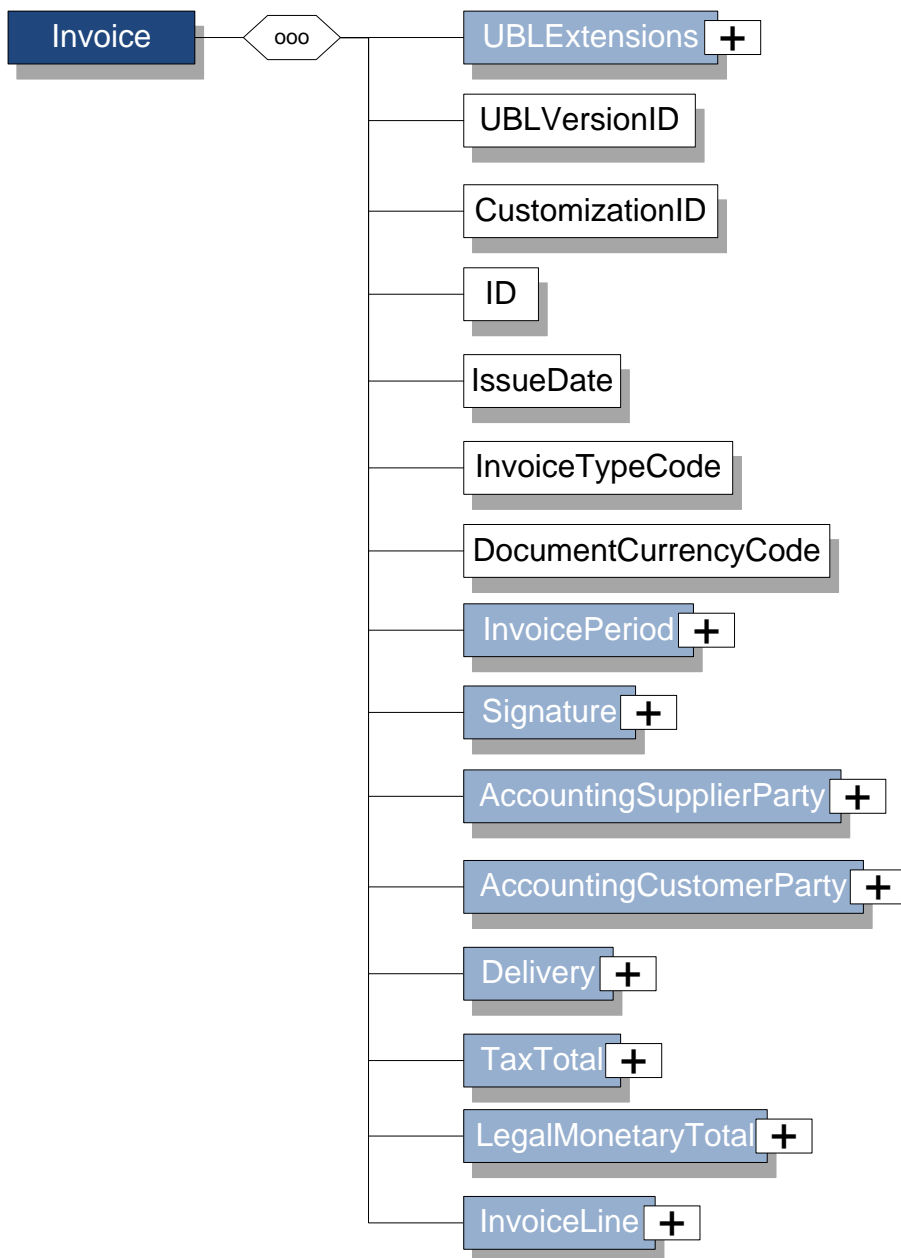 Invoice
ooo
UBLExtensions
+
UBLVersionID
CustomizationID
ID
IssueDate
InvoiceTypeCode
DocumentCurrencyCode
InvoicePeriod
+
Signature
+
AccountingSupplierParty
+
AccountingCustomerParty
+
Delivery
+
TaxTotal
+
LegalMonetaryTotal
+
InvoiceLine
+